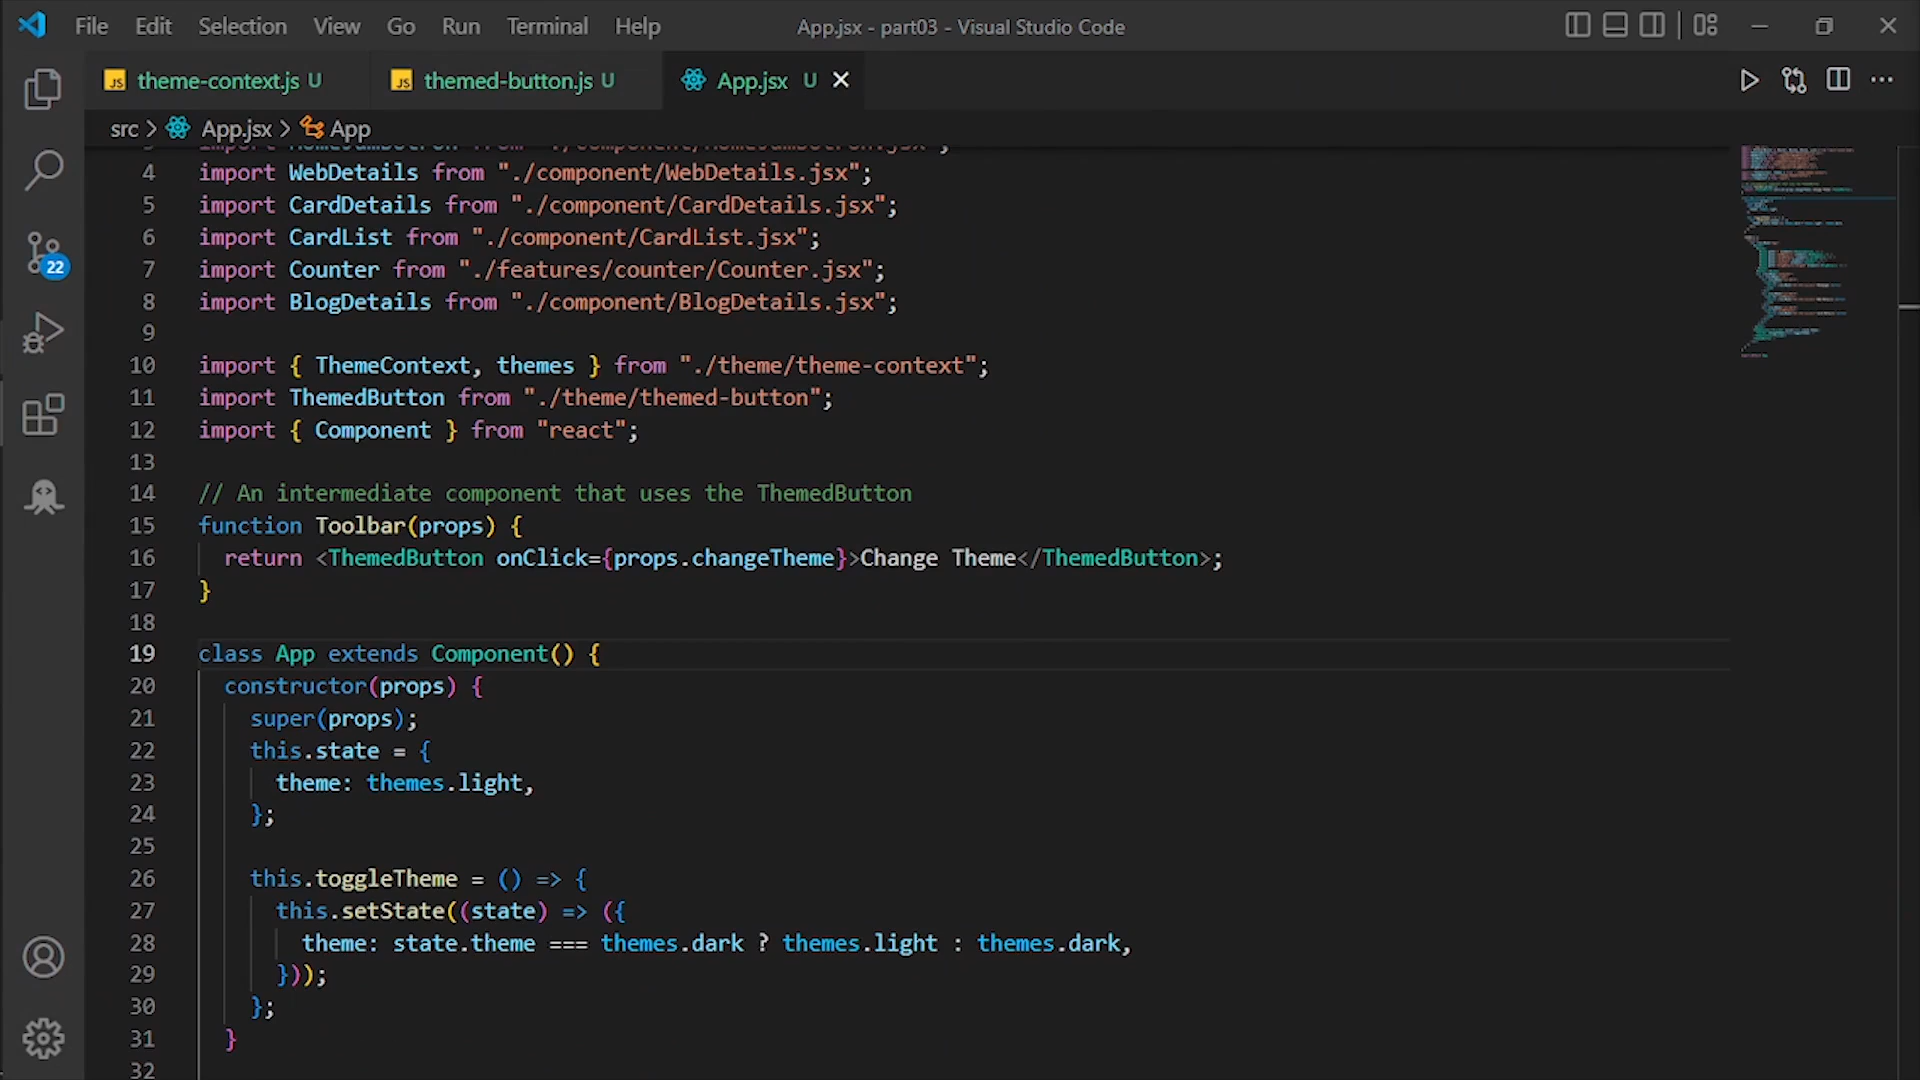 File Edit Selection View Go Run Terminal Help App.jsx - part03 - Visual Studio Code
JS theme-context.js U JS themed-button.js U App.jsx U
src > App.jsx > App
4 import WebDetails from "./component/WebDetails.jsx";
5 import CardDetails from "./component/CardDetails.jsx";
6 import CardList from "./component/CardList.jsx";
7 import Counter from "./features/counter/Counter.jsx";
8 import BlogDetails from "./component/BlogDetails.jsx";
9
10 import { ThemeContext, themes } from "./theme/theme-context";
11 import ThemedButton from "./theme/themed-button";
12 import { Component } from "react";
13
14 // An intermediate component that uses the ThemedButton
15 function Toolbar(props) {
16 return <ThemedButton onClick={props.changeTheme}>Change Theme</ThemedButton>;
17 }
18
19 class App extends Component() {
20 constructor(props) {
21 super(props);
22 this.state = {
23 theme: themes.light,
24 };
25
26 this.toggleTheme = () => {
27 this.setState((state) => ({
28 theme: state.theme === themes.dark ? themes.light : themes.dark,
29 }));
30 };
31 }
32
22